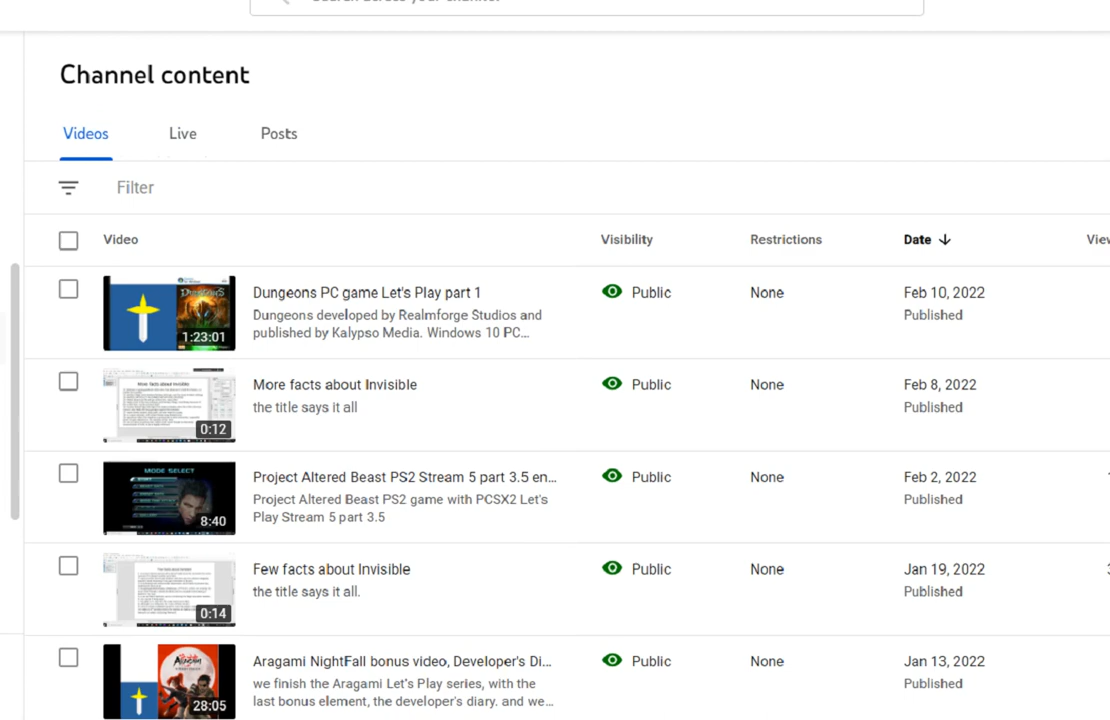 Channel content
Videos Live Posts
Filter
Video Visibility Restrictions Date
DUNGEONS
1:23:01
Dungeons PC game Let's Play part 1
Dungeons developed by Realmforge Studios and
published by Kalypso Media. Windows 10 PC...
Public None Feb 10, 2022
Published
More facts about Invisible
0:12
More facts about Invisible
the title says it all
Public None Feb 8, 2022
Published
MODE SELECT
8:40
Project Altered Beast PS2 Stream 5 part 3.5 en...
Project Altered Beast PS2 game with PCSX2 Let's
Play Stream 5 part 3.5
Public None Feb 2, 2022
Published
0:14
Few facts about Invisible
the title says it all.
Public None Jan 19, 2022
Published
Aragami
28:05
Aragami NightFall bonus video, Developer's Di...
we finish the Aragami Let's Play series, with the
last bonus element, the developer's diary. and we...
Public None Jan 13, 2022
Published